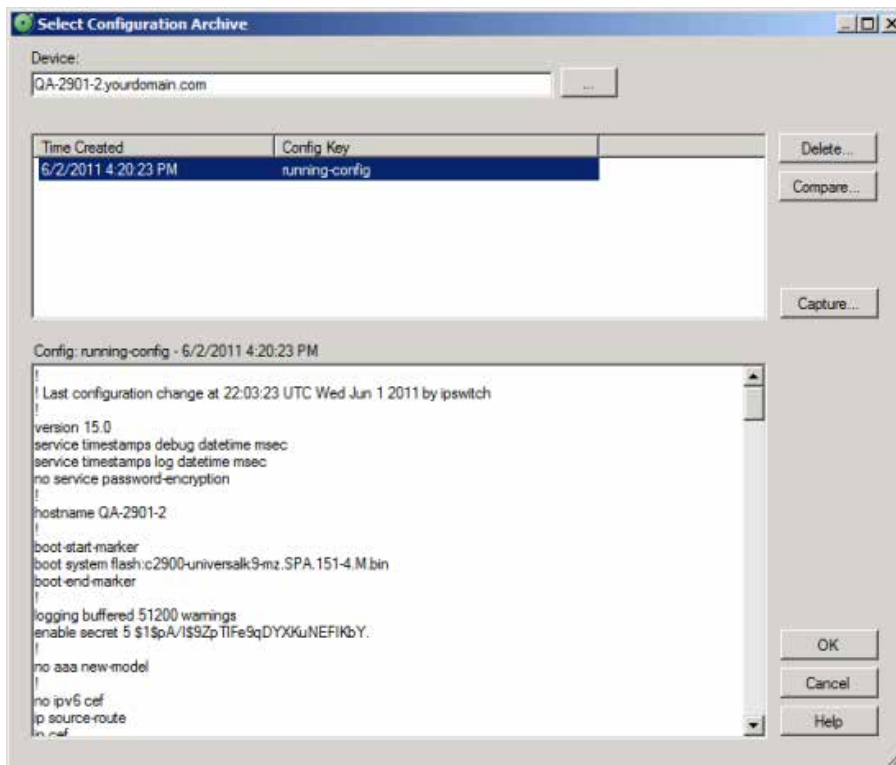 Select Configuration Archive
Device:
QA-2901-2.yourdomain.com
...
Time Created Config Key
6/2/2011 4:20:23 PM running-config
Delete...
Compare...
Capture...
Config: running-config - 6/2/2011 4:20:23 PM
!
! Last configuration change at 22:03:23 UTC Wed Jun 1 2011 by ipswitch
!
version 15.0
service timestamps debug datetime msec
service timestamps log datetime msec
no service password-encryption
!
hostname QA-2901-2
!
boot-start-marker
boot system flash:c2900-universalk9-mz.SPA.151-4.M.bin
boot-end-marker
!
logging buffered 51200 warnings
enable secret 5
!
no aaa new-model
!
no ipv6 cef
ip source-route
ip cef
OK
Cancel
Help